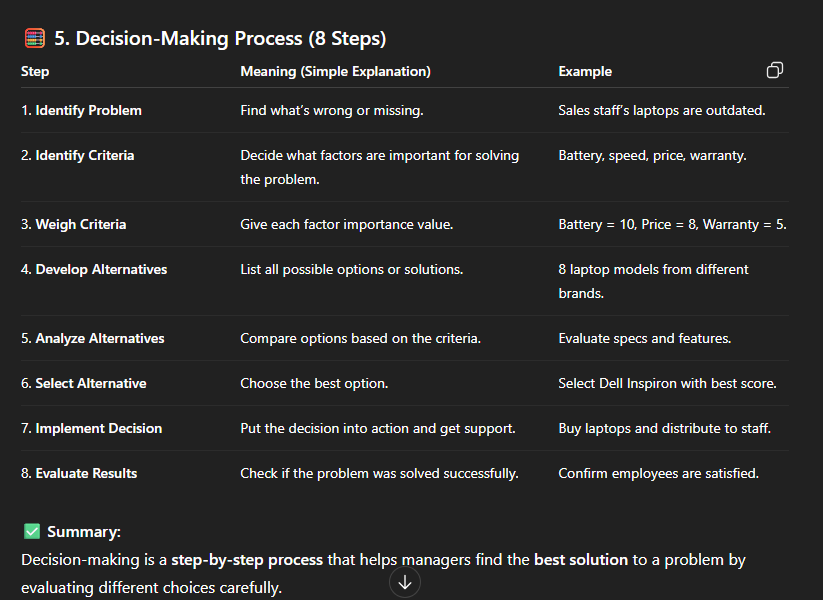 5. Decision-Making Process (8 Steps)
Step Meaning (Simple Explanation) Example
1. Identify Problem Find what’s wrong or missing. Sales staff’s laptops are outdated.
2. Identify Criteria Decide what factors are important for solving Battery, speed, price, warranty.
the problem.
3. Weigh Criteria Give each factor importance value. Battery = 10, Price = 8, Warranty = 5.
4. Develop Alternatives List all possible options or solutions. 8 laptop models from different
brands.
5. Analyze Alternatives Compare options based on the criteria. Evaluate specs and features.
6. Select Alternative Choose the best option. Select Dell Inspiron with best score.
7. Implement Decision Put the decision into action and get support. Buy laptops and distribute to staff.
8. Evaluate Results Check if the problem was solved successfully. Confirm employees are satisfied.
Summary:
Decision-making is a step-by-step process that helps managers find the best solution to a problem by
evaluating different choices carefully.